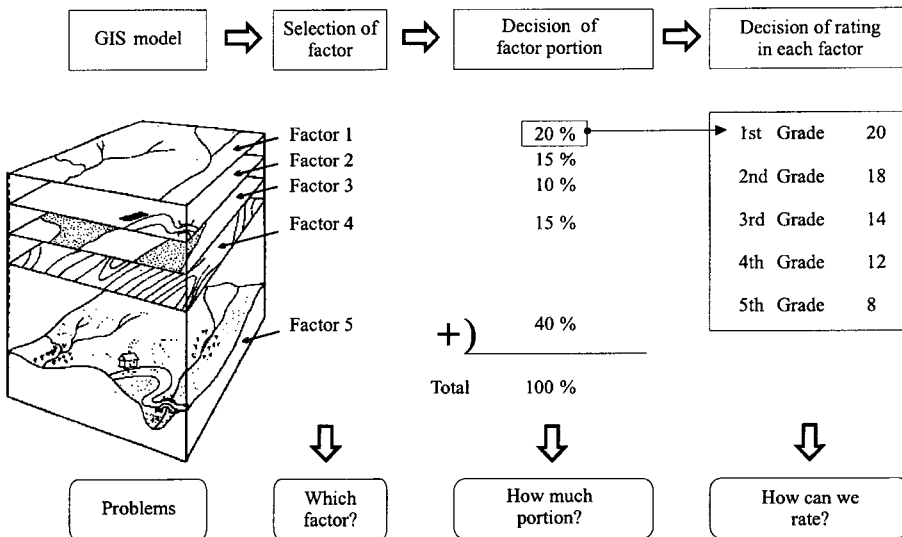 GIS model
Selection of
factor
Decision of
factor portion
Decision of rating
in each factor
Factor 1
Factor 2
Factor 3
Factor 4
Factor 5
20 %
15 %
10 %
15 %
+) 40 %
Total 100 %
1st Grade 20
2nd Grade 18
3rd Grade 14
4th Grade 12
5th Grade 8
Problems
Which
factor?
How much
portion?
How can we
rate?